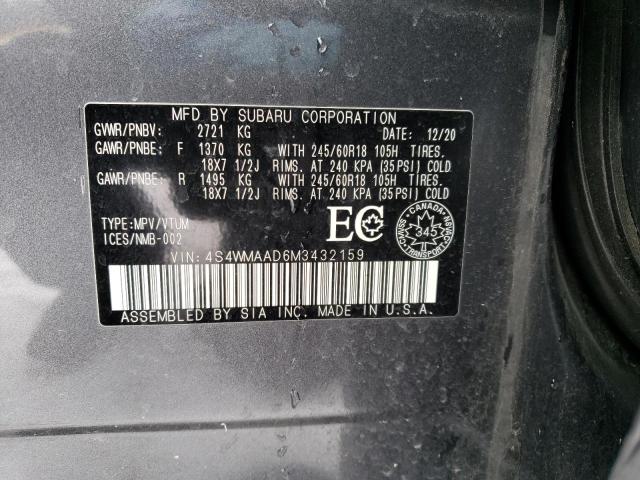 MFD BY SUBARU CORPORATION
GVWR/PNBV: 2721 KG DATE: 12/20
GAWR/PNBE: F 1370 KG WITH 245/60R18 105H TIRES.
18X7 1/2J RIMS. AT 240 KPA (35PSI) COLD
GAWR/PNBE: R 1495 KG WITH 245/60R18 105H TIRES.
18X7 1/2J RIMS. AT 240 KPA (35PSI) COLD
TYPE:MPV/VTUM
ICES/NMB-002
EC
CANADA
345
CMVSS NSVAC
VIN: 4S4WMAAD6M3432159
ASSEMBLED BY SIA INC. MADE IN U.S.A.